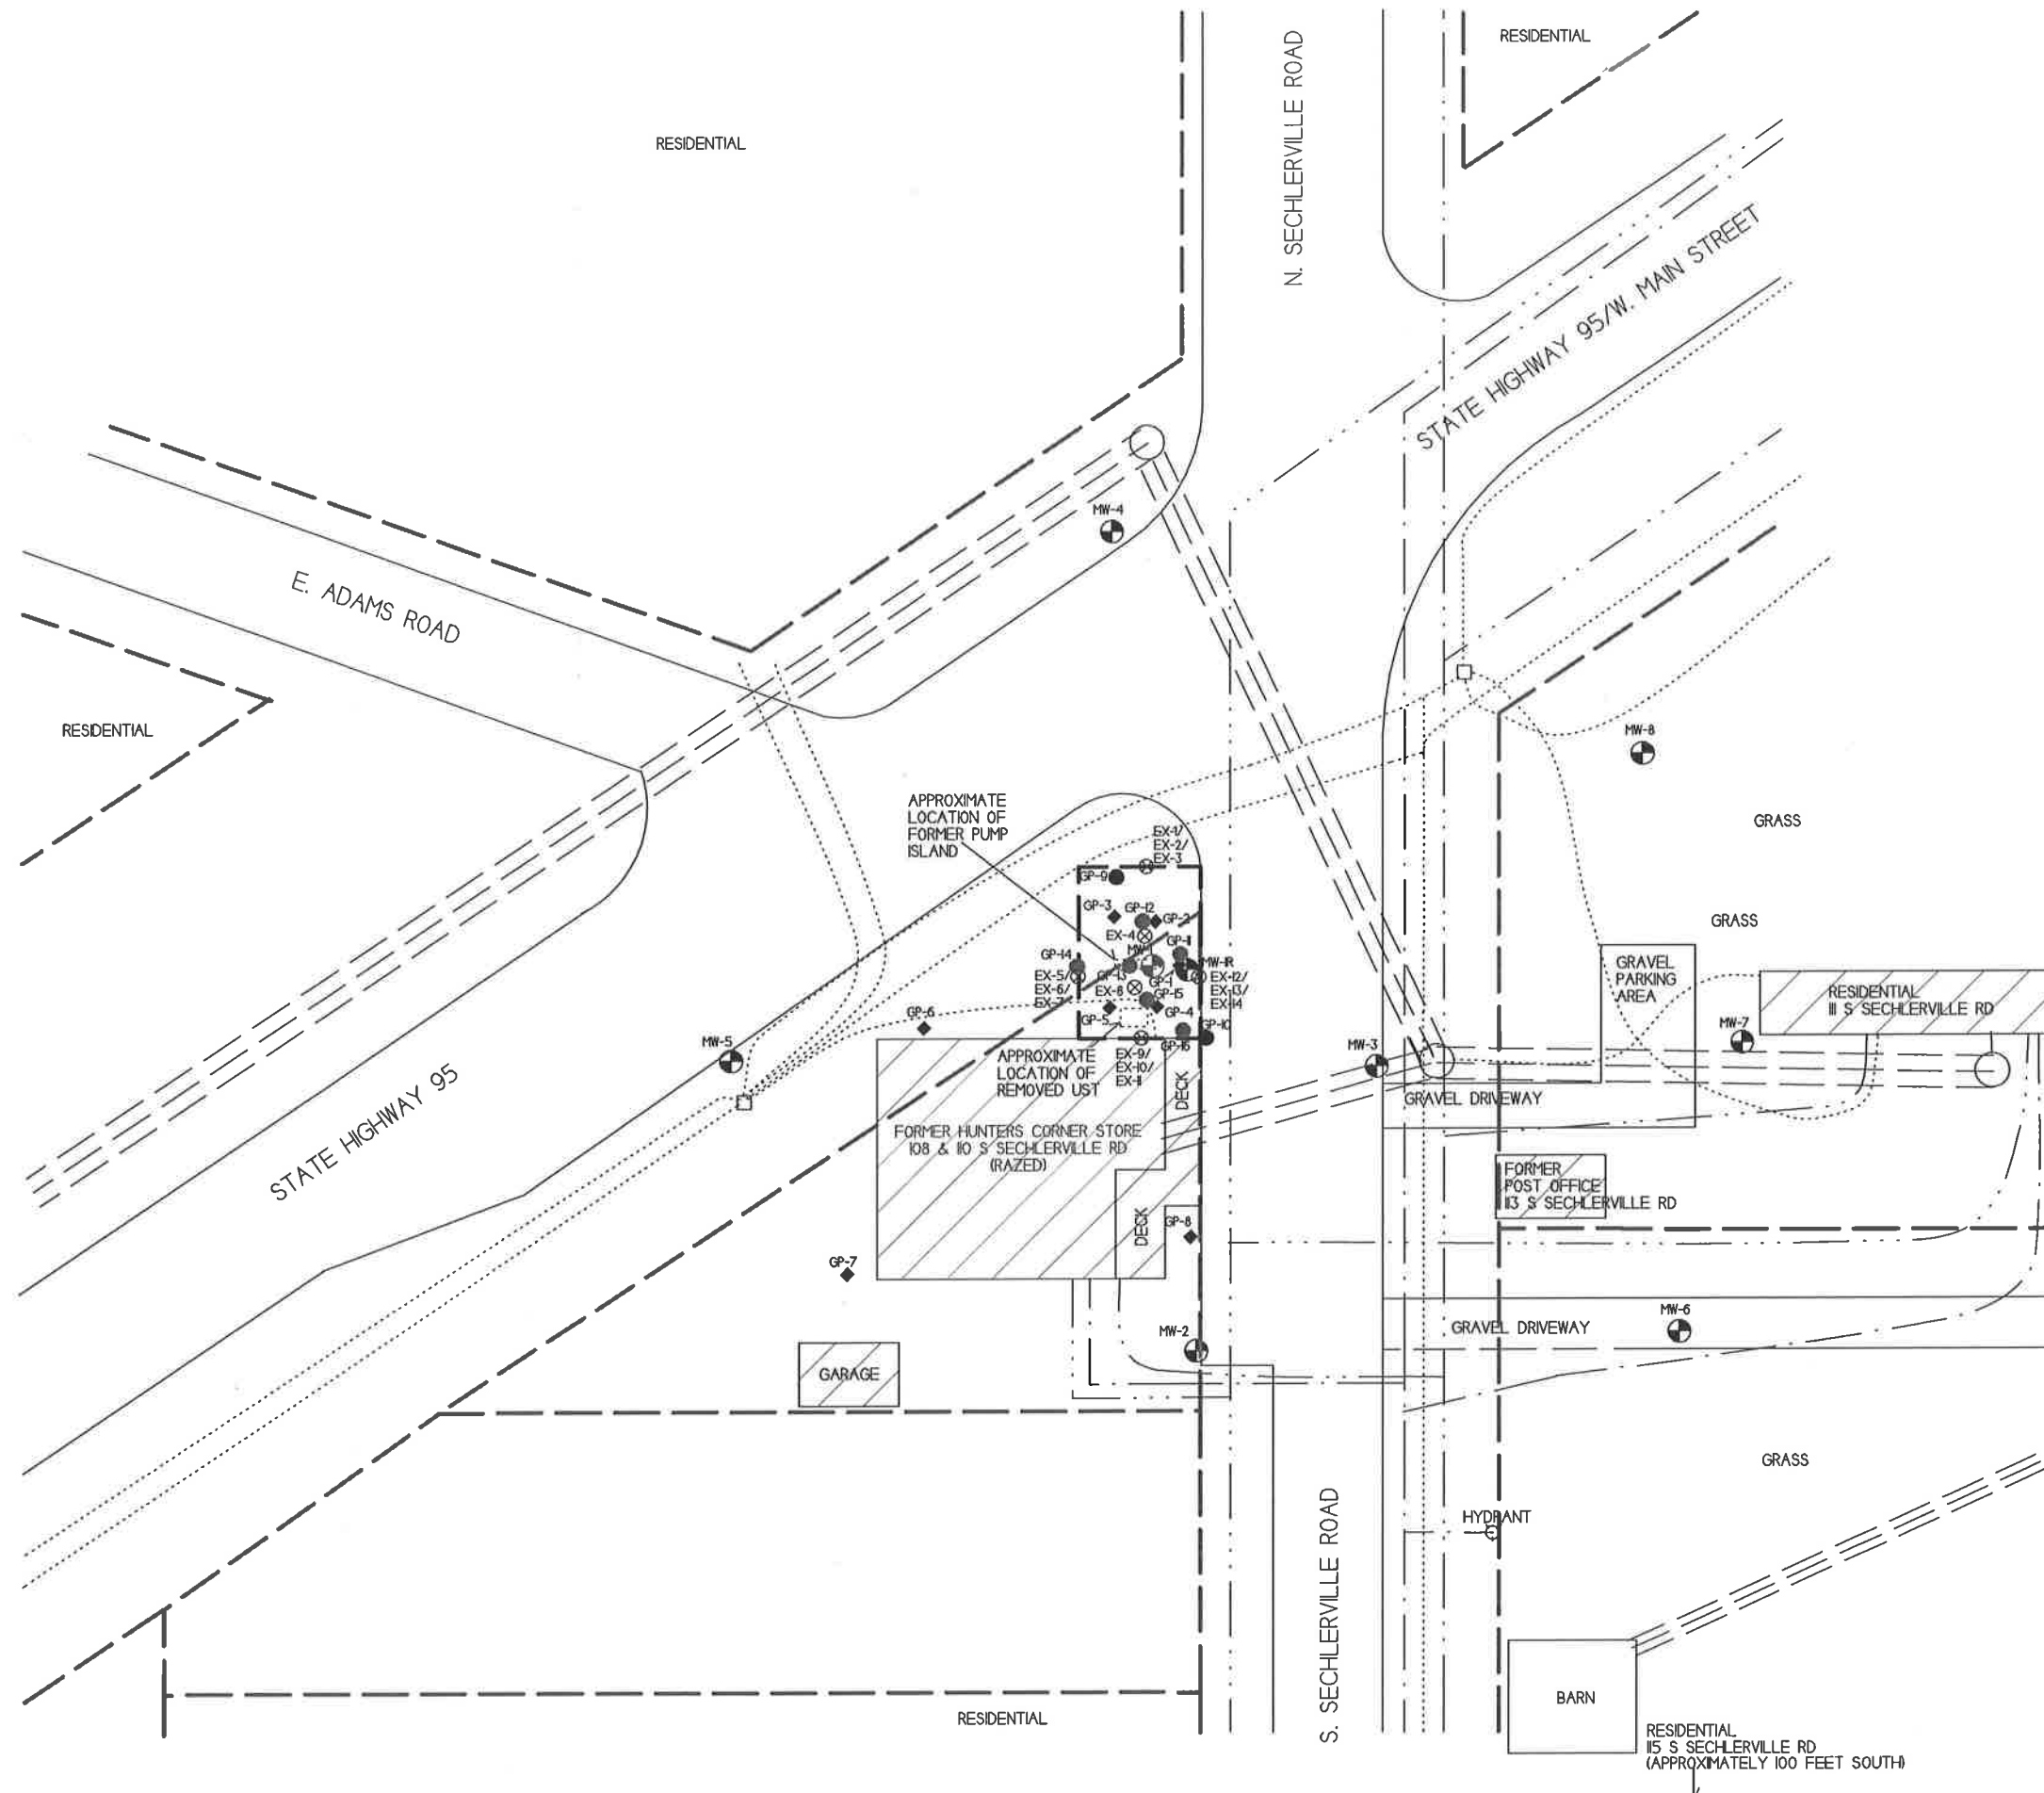 RESIDENTIAL
N. SECHLERVILLE ROAD
RESIDENTIAL
STATE HIGHWAY 95/W. MAIN STREET
MW-4
E. ADAMS ROAD
RESIDENTIAL
MW-8
GRASS
APPROXIMATE
LOCATION OF
FORMER PUMP
ISLAND
EX-1/
EX-2/
EX-3
GP-9
GP-3
GP-12
GP-2
EX-4
GP-11
GP-14
GP-13
GP-1
MW-1R
EX-5/
EX-6/
EX-7
EX-8
GP-15
EX-12/
EX-13/
EX-14
GP-5
GP-4
GP-10
GP-16
GP-6
MW-5
APPROXIMATE
LOCATION OF
REMOVED UST
EX-9/
EX-10/
EX-11
DECK
FORMER HUNTERS CORNER STORE
108 & 110 S SECHLERVILLE RD
(RAZED)
DECK
GP-8
GP-7
MW-2
GARAGE
GRASS
GRAVEL
PARKING
AREA
RESIDENTIAL
111 S SECHLERVILLE RD
MW-7
MW-3
GRAVEL DRIVEWAY
FORMER
POST OFFICE
113 S SECHLERVILLE RD
MW-6
GRAVEL DRIVEWAY
STATE HIGHWAY 95
GRASS
HYDRANT
S. SECHLERVILLE ROAD
BARN
RESIDENTIAL
RESIDENTIAL
115 S SECHLERVILLE RD
(APPROXIMATELY 100 FEET SOUTH)